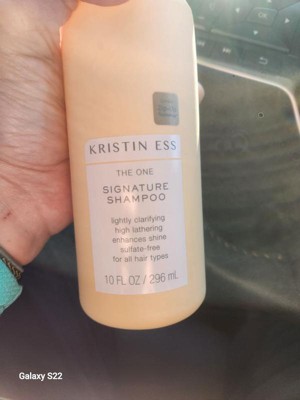 KRISTIN ESS
THE ONE
SIGNATURE
SHAMPOO
lightly clarifying
high lathering
enhances shine
sulfate-free
for all hair types
10 FL OZ / 296 mL
Galaxy S22